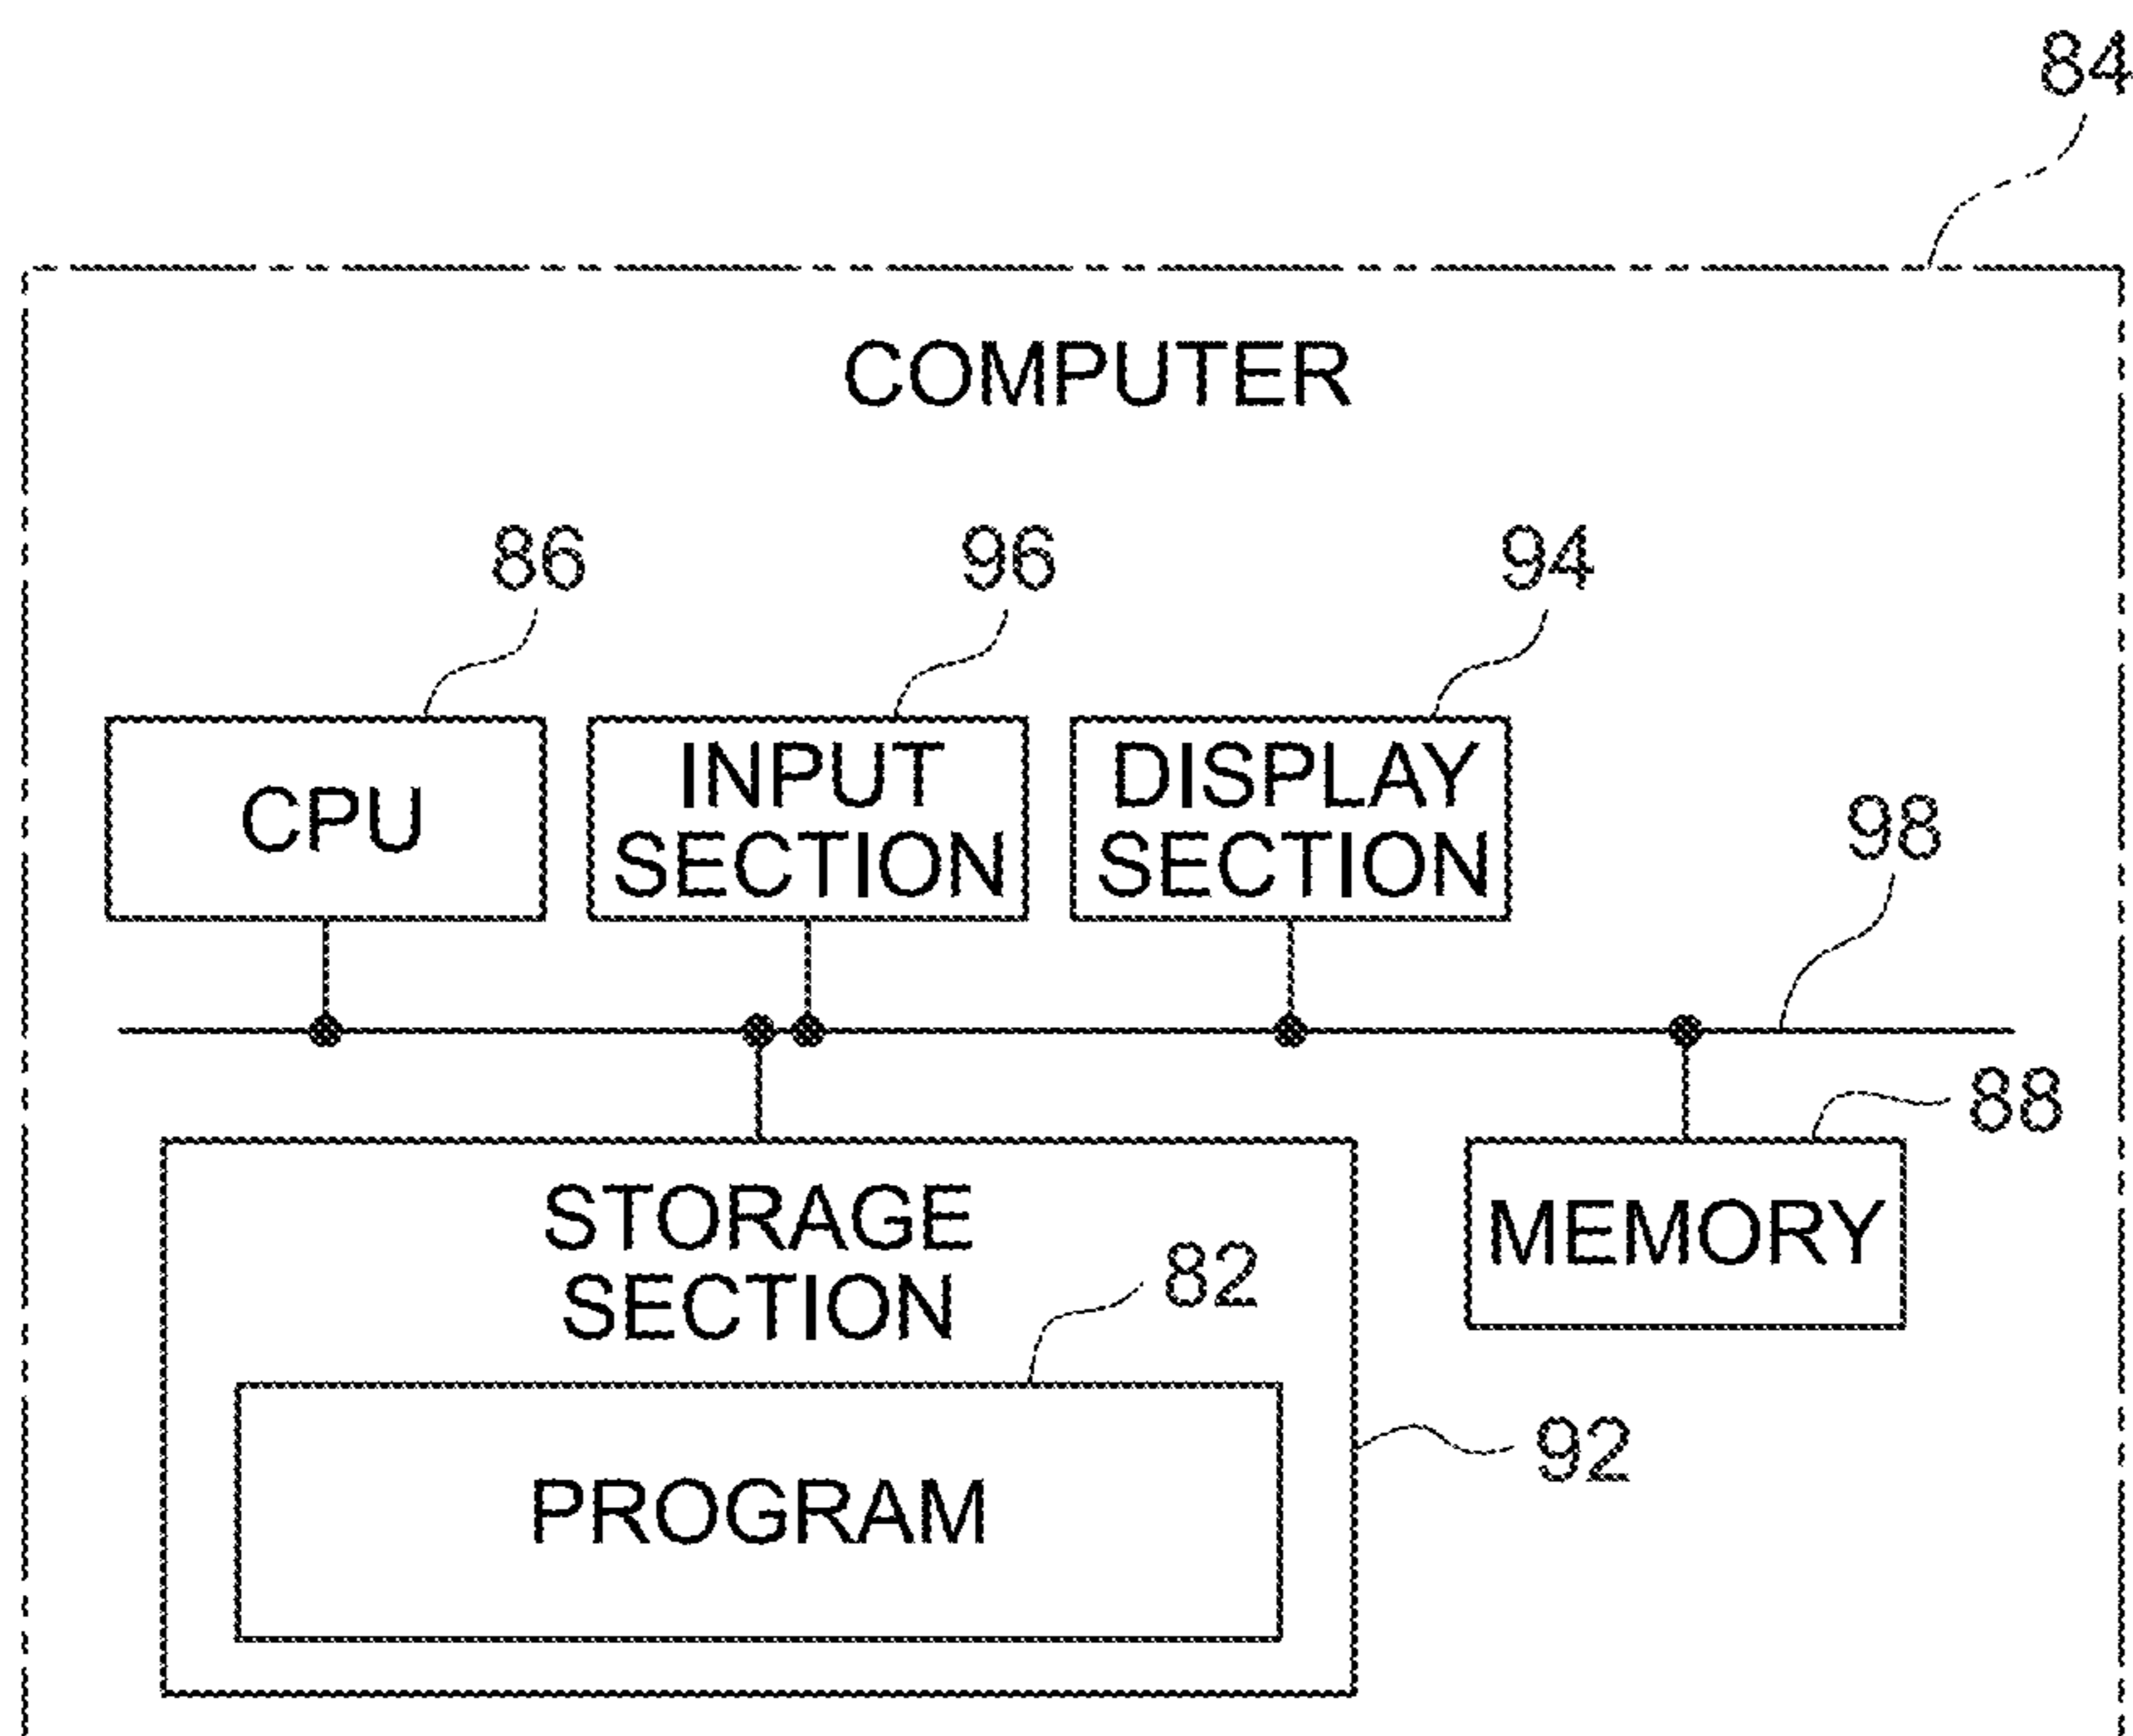 84
COMPUTER
86
96
94
CPU
INPUT
SECTION
DISPLAY
SECTION
98
88
STORAGE
SECTION
MEMORY
82
PROGRAM
92